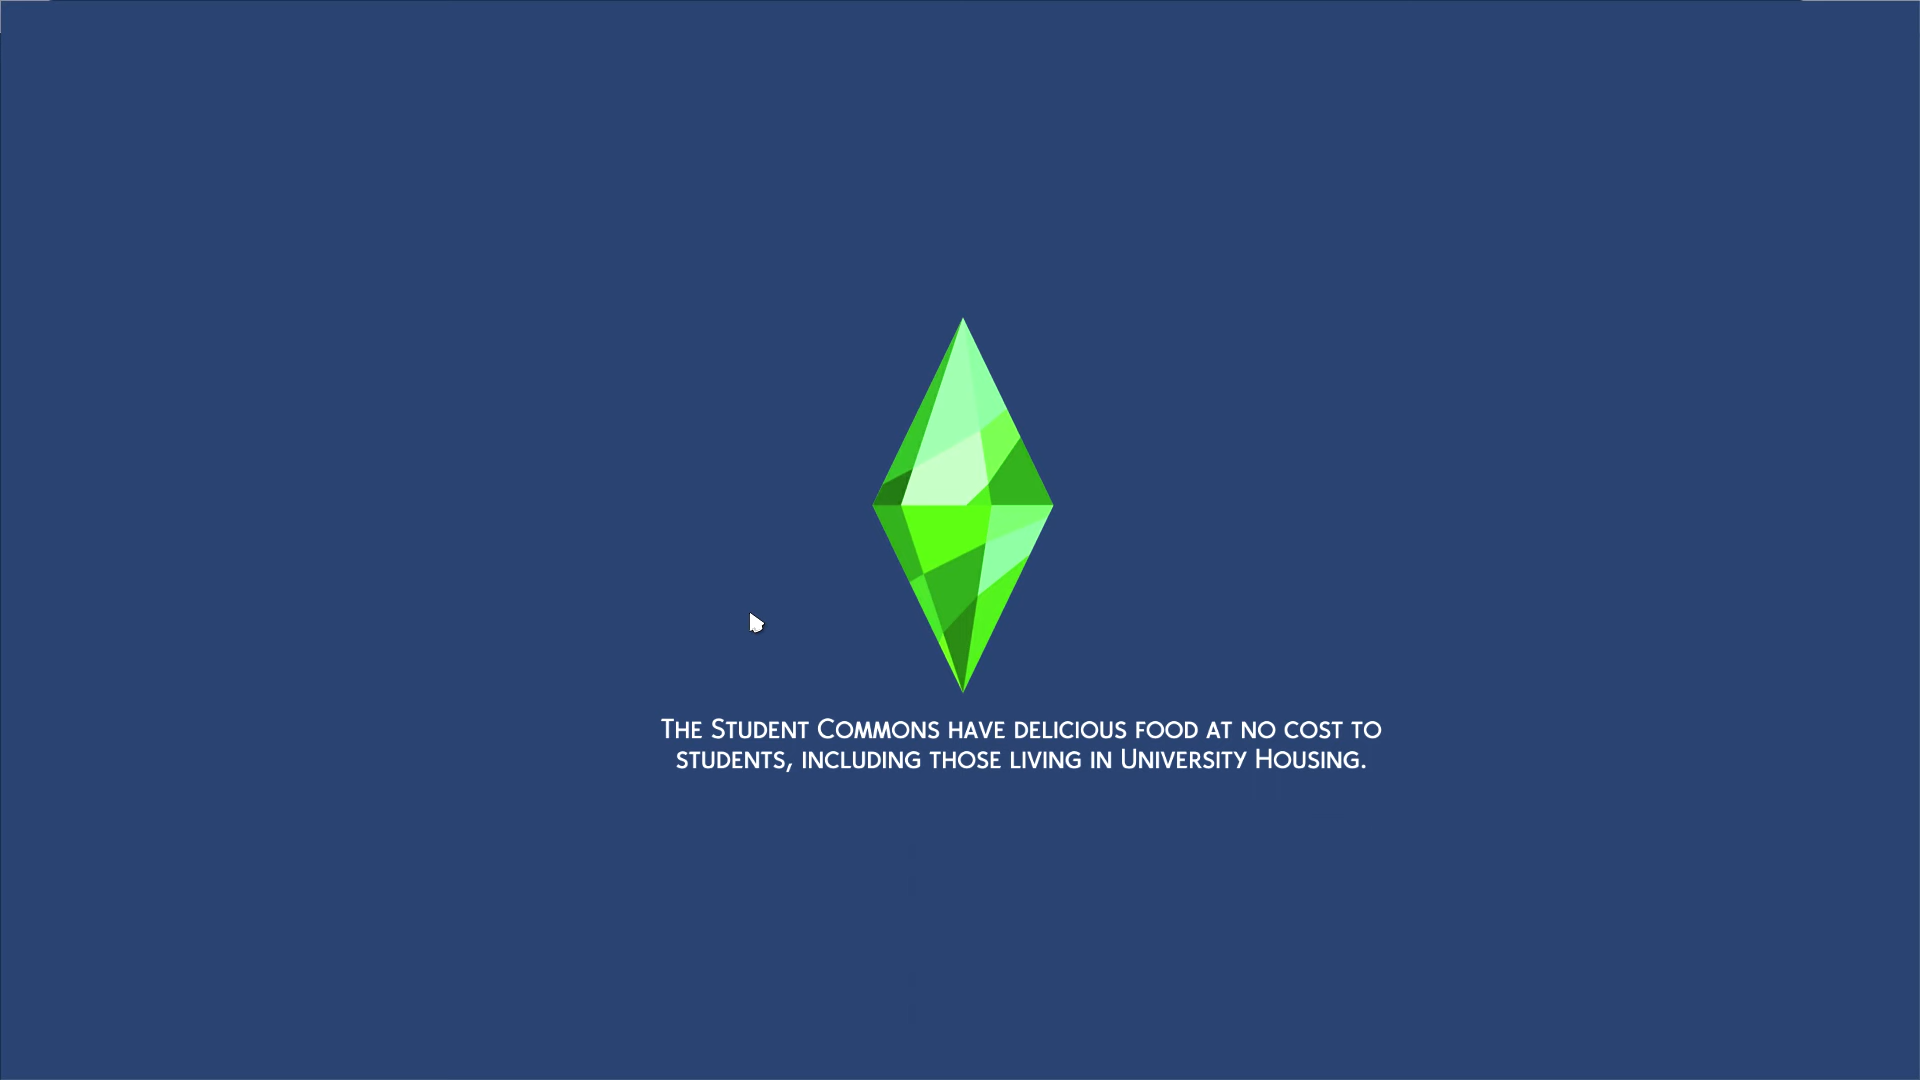 The Student Commons have delicious food at no cost to
students, including those living in University Housing.